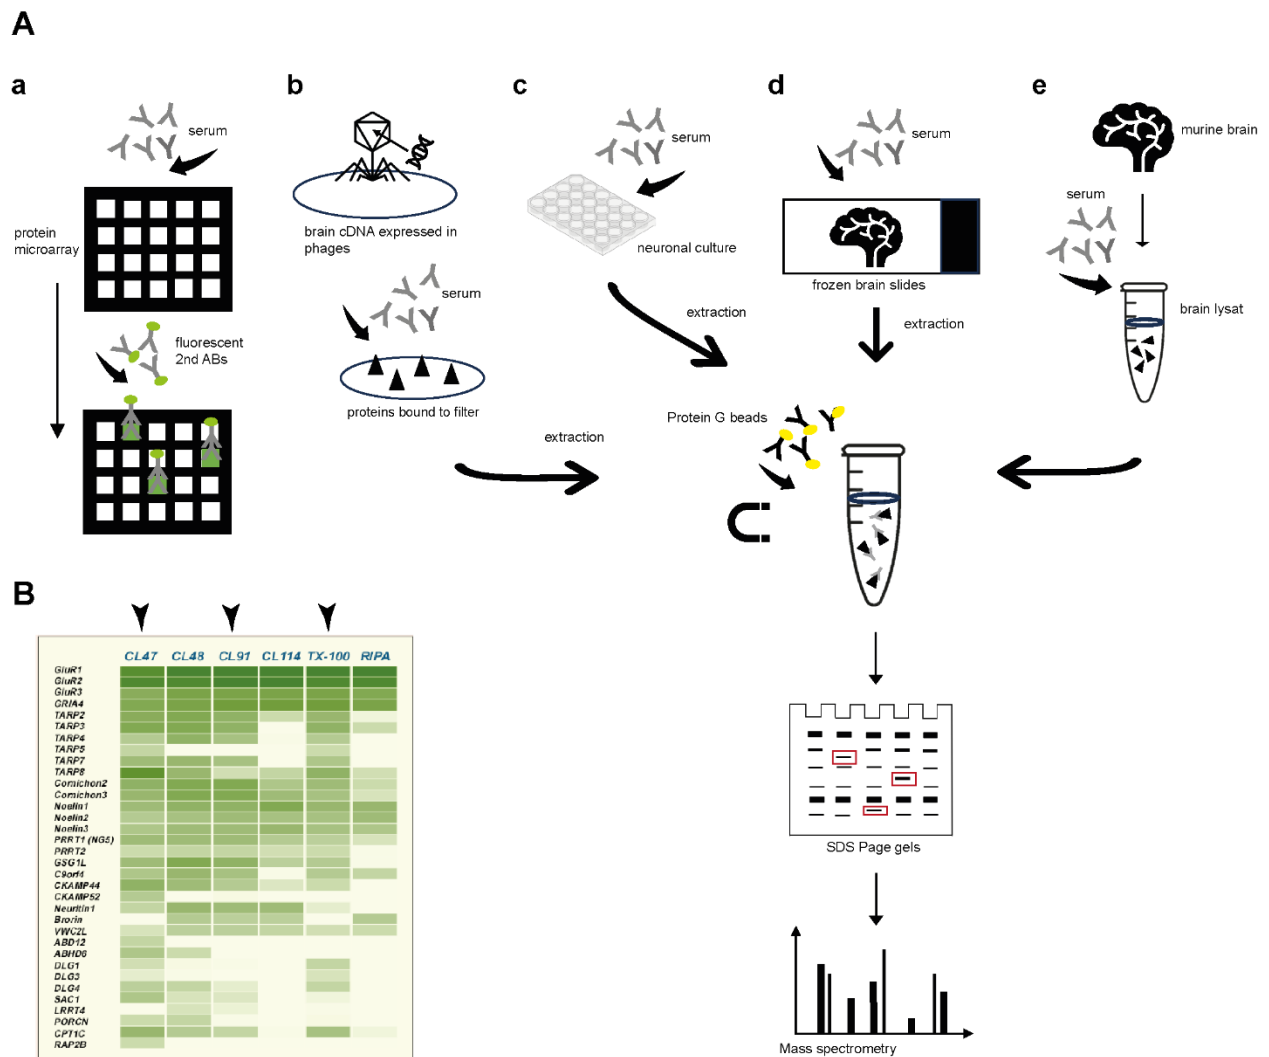 A
a
serum
protein
microarray
fluorescent
2nd ABs
b
brain cDNA expressed in
phages
serum
proteins bound to filter
extraction
c
serum
neuronal culture
extraction
d
serum
frozen brain slides
extraction
e
murine brain
serum
brain lysat
Protein G beads
SDS Page gels
Mass spectrometry
B
CL47 CL48 CL91 CL114 TX-100 RIPA
GluR1
GluR2
GluR3
GRIA4
TARP2
TARP3
TARP4
TARP5
TARP7
TARP8
Cornichon2
Cornichon3
Noelin1
Noelin2
Noelin3
PRRT1 (NG5)
PRRT2
GSG1L
C9orf4
CKAMP44
CKAMP52
Neuritin1
Brorin
VWC2L
ABD12
ABHD6
DLG1
DLG3
DLG4
SAC1
LRRT4
PORCN
CPT1C
RAP2B